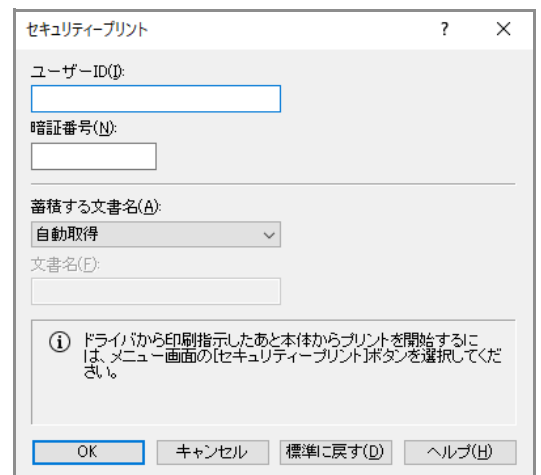 セキュリティープリント
? ×
ユーザーID(I):
暗証番号(N):
蓄積する文書名(A):
自動取得
文書名(F):
ドライバから印刷指示したあと本体からプリントを開始するに
は、メニュー画面の[セキュリティープリント]ボタンを選択してくだ
さい。
OK キャンセル 標準に戻す(D) ヘルプ(H)